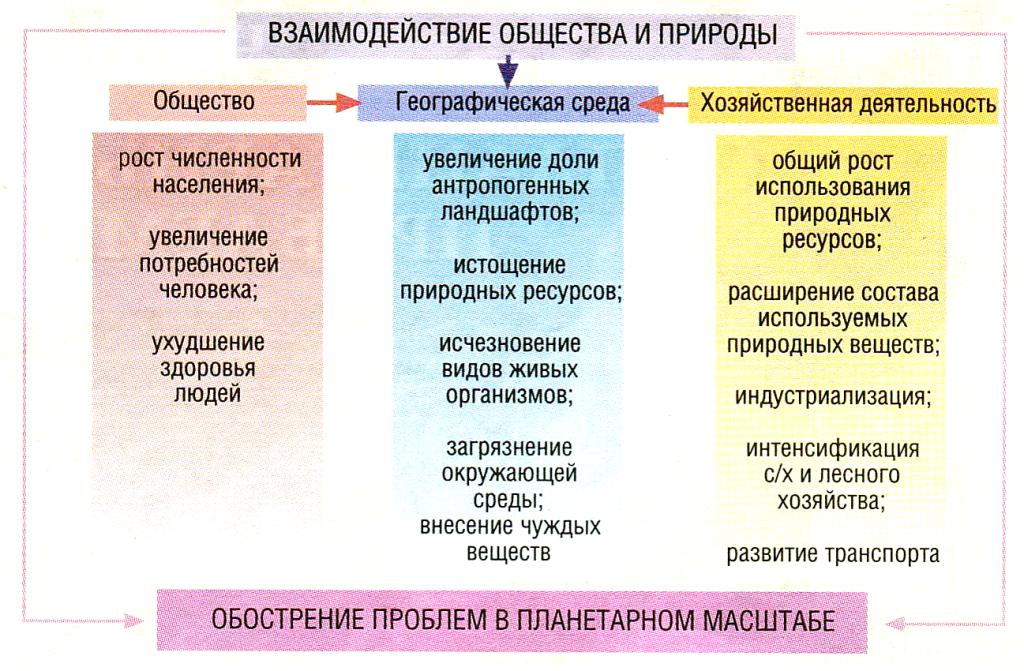 ВЗАИМОДЕЙСТВИЕ ОБЩЕСТВА И ПРИРОДЫ
Общество
Географическая среда
Хозяйственная деятельность
рост численности
населения;
увеличение
потребностей
человека;
ухудшение
здоровья
людей
увеличение доли
антропогенных
ландшафтов;
истощение
природных ресурсов;
исчезновение
видов живых
организмов;
загрязнение
окружающей
среды;
внесение чуждых
веществ
общий рост
использования
природных
ресурсов;
расширение состава
используемых
природных веществ;
индустриализация;
интенсификация
с/х и лесного
хозяйства;
развитие транспорта
ОБОСТРЕНИЕ ПРОБЛЕМ В ПЛАНЕТАРНОМ МАСШТАБЕ